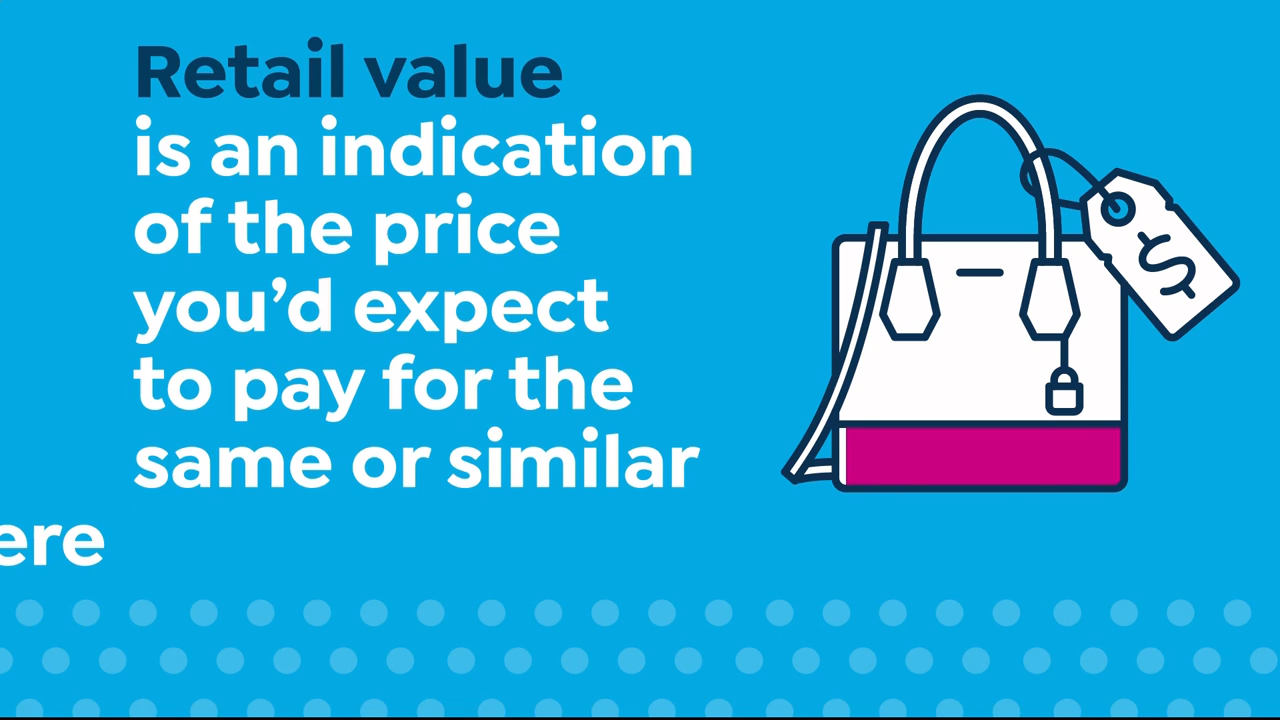 Retail value
is an indication
of the price
you'd expect
to pay for the
same or similar
ere
$